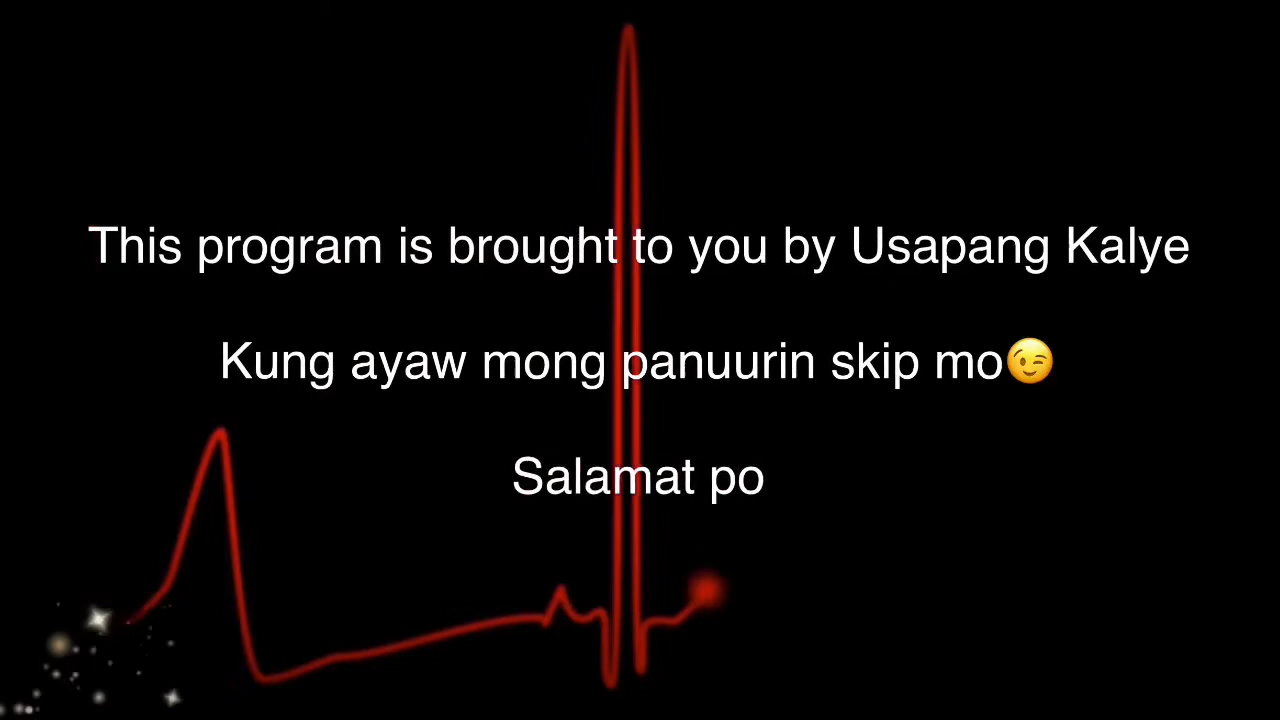 This program is brought to you by Usapang Kalye
Kung ayaw mong panuurin skip mo😉
Salamat po